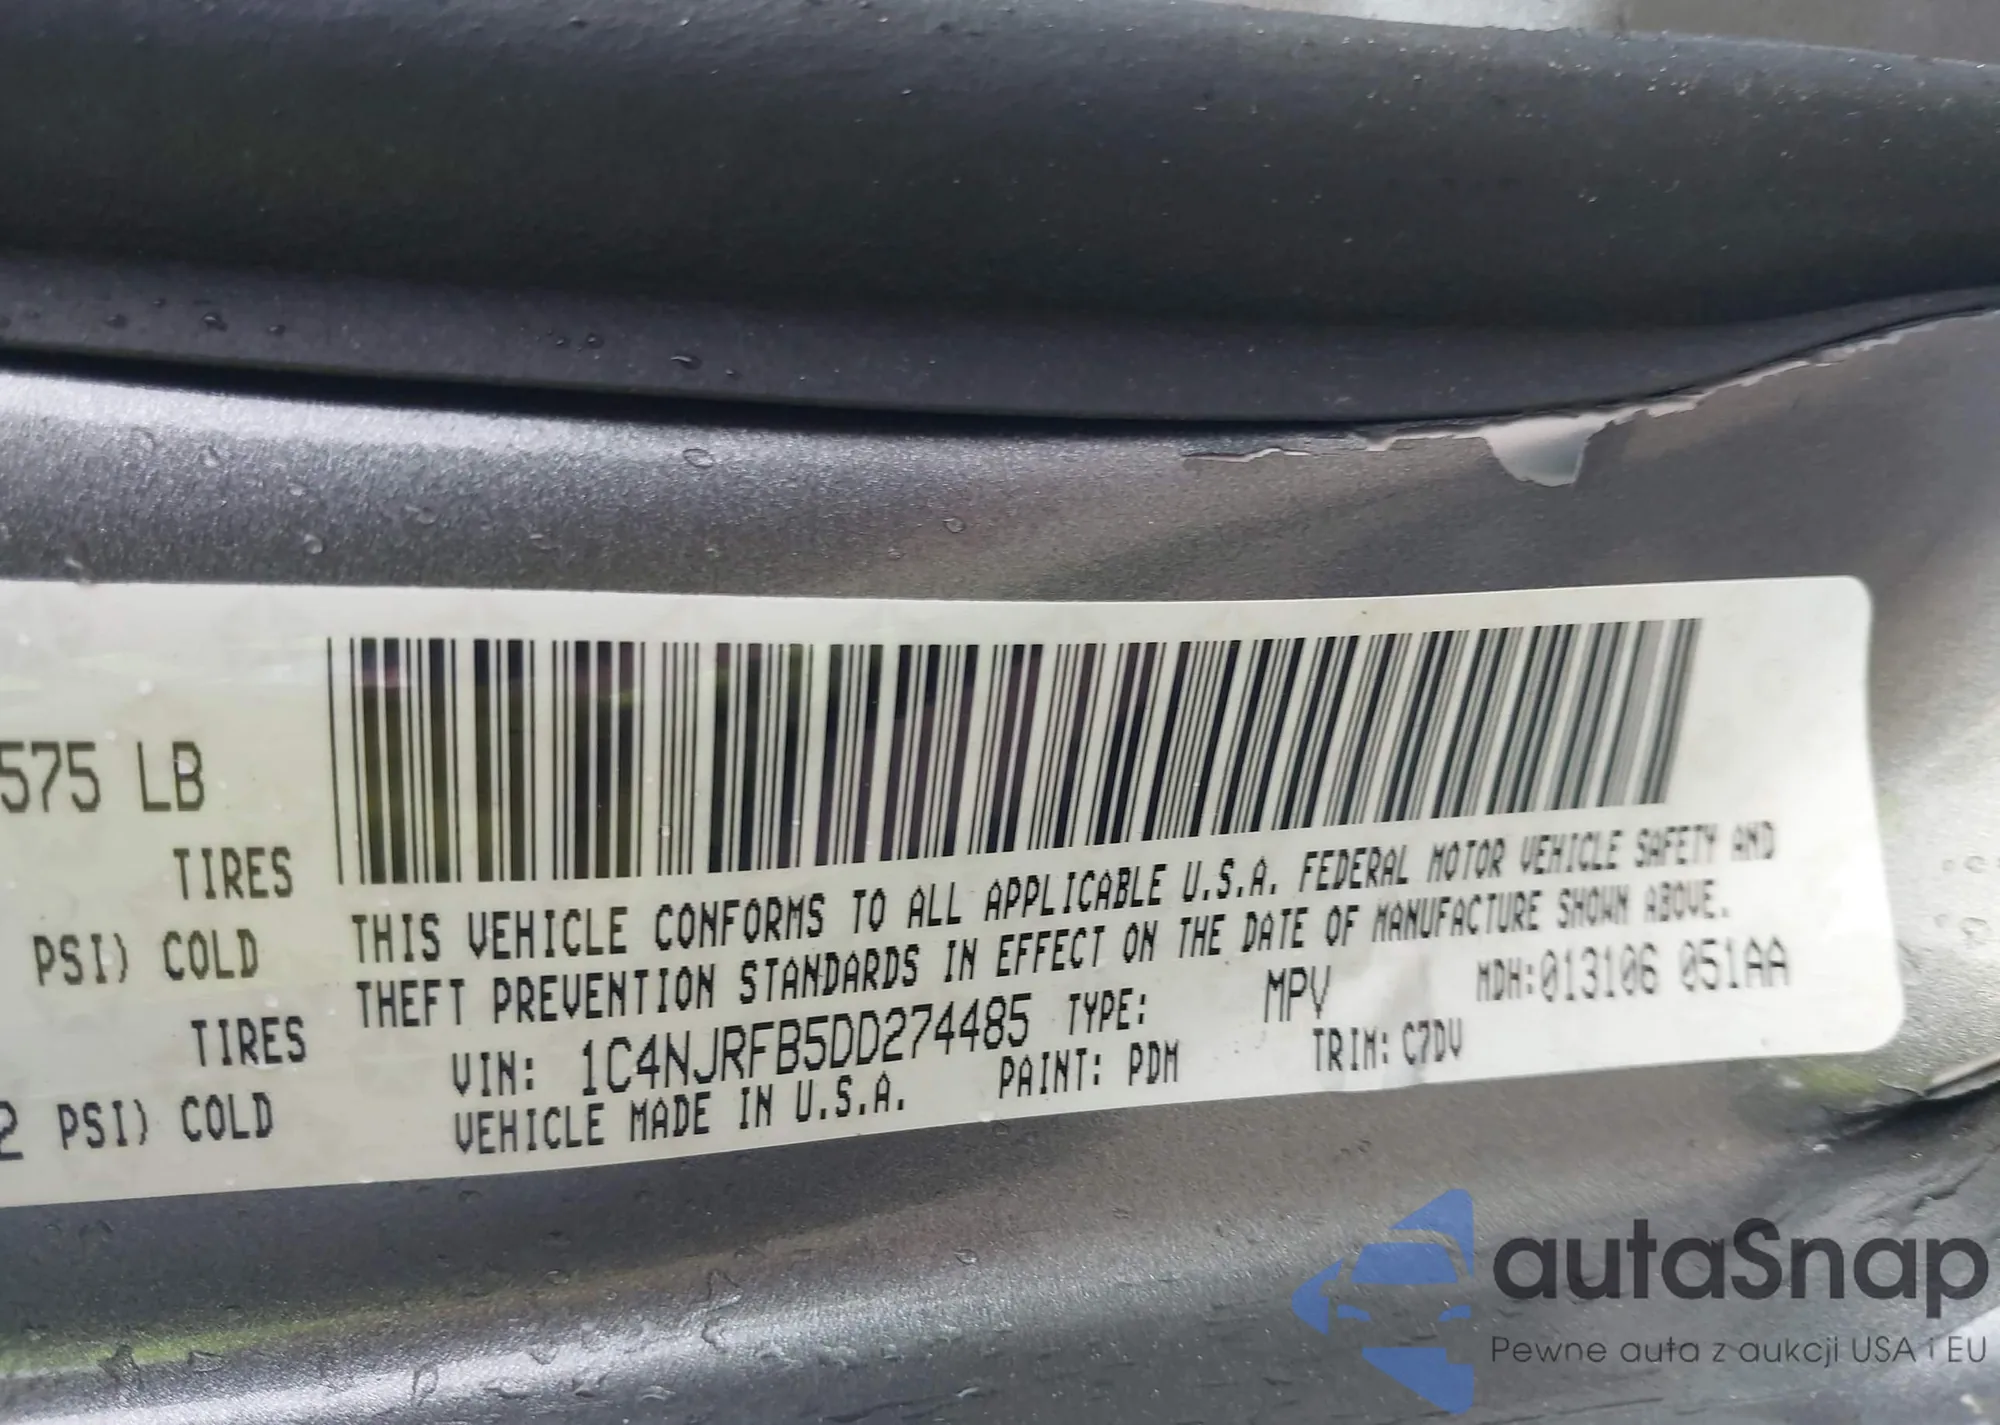 575 LB
TIRES
PSI) COLD
TIRES
2 PSI) COLD
THIS VEHICLE CONFORMS TO ALL APPLICABLE U.S.A. FEDERAL MOTOR VEHICLE SAFETY AND
THEFT PREVENTION STANDARDS IN EFFECT ON THE DATE OF MANUFACTURE SHOWN ABOVE.
VIN: 1C4NJRFB5DD274485 TYPE: MPV MDH:013106 051AA
VEHICLE MADE IN U.S.A. PAINT: PDM TRIM: C7DV
autaSnap
Pewne auta z aukcji USA i EU